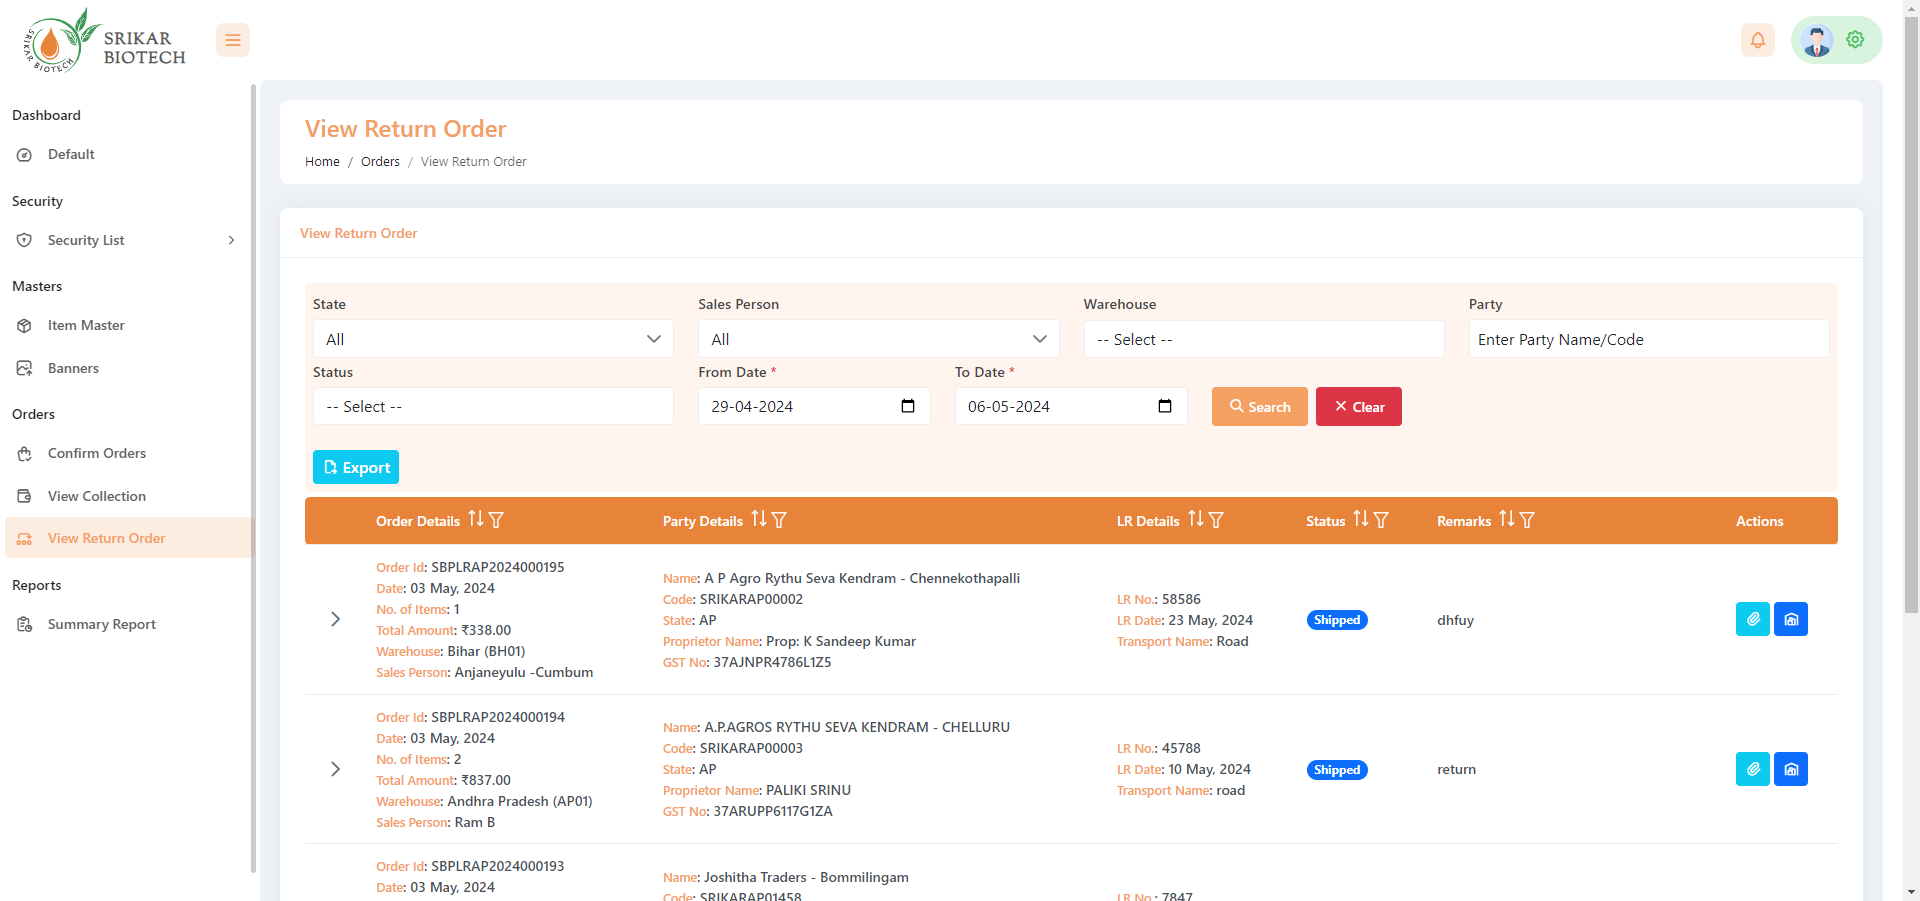 SRIKAR BIOTECH
SRIKAR
BIOTECH
Dashboard
Default
Security
Security List
Masters
Item Master
Banners
Orders
Confirm Orders
View Collection
View Return Order
Reports
Summary Report
View Return Order
Home / Orders / View Return Order
View Return Order
State
All
Sales Person
All
Warehouse
-- Select --
Party
Enter Party Name/Code
Status
-- Select --
From Date *
29-04-2024
To Date *
06-05-2024
Search
Clear
Export
Order Details Party Details LR Details Status Remarks Actions
Order Id: SBPLRAP2024000195
Date: 03 May, 2024
No. of Items: 1
Total Amount: ₹338.00
Warehouse: Bihar (BH01)
Sales Person: Anjaneyulu -Cumbum
Name: A P Agro Rythu Seva Kendram - Chennekothapalli
Code: SRIKARAP00002
State: AP
Proprietor Name: Prop: K Sandeep Kumar
GST No: 37AJNPR4786L1Z5
LR No.: 58586
LR Date: 23 May, 2024
Transport Name: Road
Shipped
dhfuy
Order Id: SBPLRAP2024000194
Date: 03 May, 2024
No. of Items: 2
Total Amount: ₹837.00
Warehouse: Andhra Pradesh (AP01)
Sales Person: Ram B
Name: A.P.AGROS RYTHU SEVA KENDRAM - CHELLURU
Code: SRIKARAP00003
State: AP
Proprietor Name: PALIKI SRINU
GST No: 37ARUPP6117G1ZA
LR No.: 45788
LR Date: 10 May, 2024
Transport Name: road
Shipped
return
Order Id: SBPLRAP2024000193
Date: 03 May, 2024
Name: Joshitha Traders - Bommilingam
Code: SRIKARAP01458
LR No.: 7847